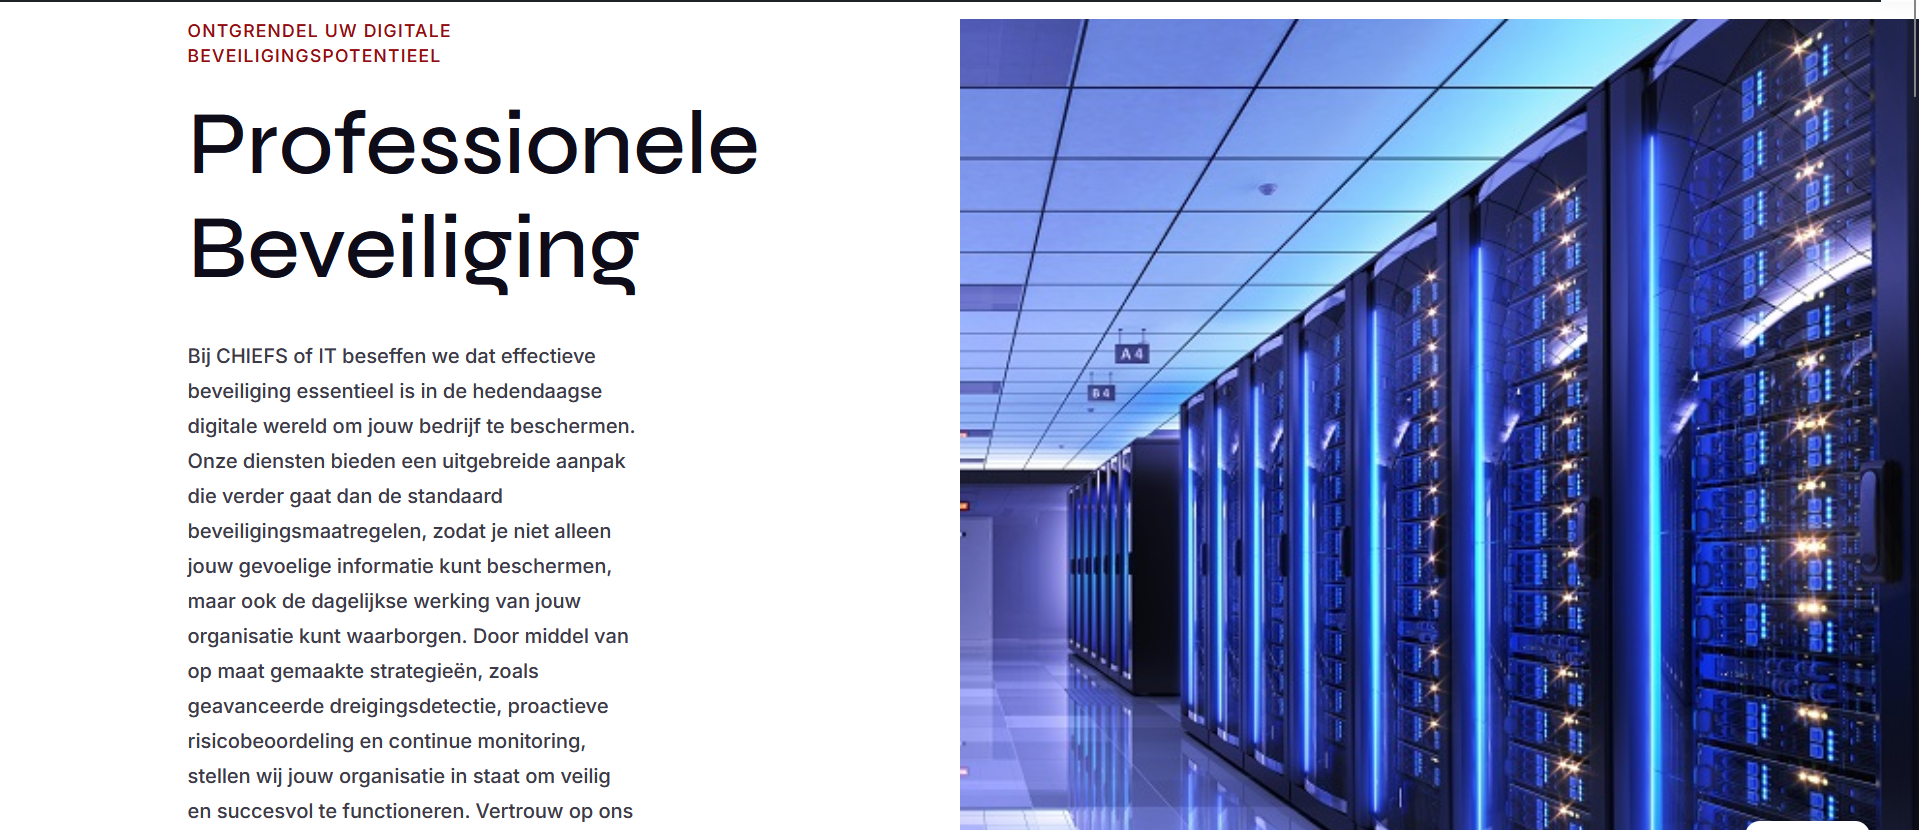 ONTGRENDEL UW DIGITALE
BEVEILIGINGSPOTENTIEEL
Professionele
Beveiliging
Bij CHIEFS of IT beseffen we dat effectieve
beveiliging essentieel is in de hedendaagse
digitale wereld om jouw bedrijf te beschermen.
Onze diensten bieden een uitgebreide aanpak
die verder gaat dan de standaard
beveiligingsmaatregelen, zodat je niet alleen
jouw gevoelige informatie kunt beschermen,
maar ook de dagelijkse werking van jouw
organisatie kunt waarborgen. Door middel van
op maat gemaakte strategieën, zoals
geavanceerde dreigingsdetectie, proactieve
risicobeoordeling en continue monitoring,
stellen wij jouw organisatie in staat om veilig
en succesvol te functioneren. Vertrouw op ons
A4
B4